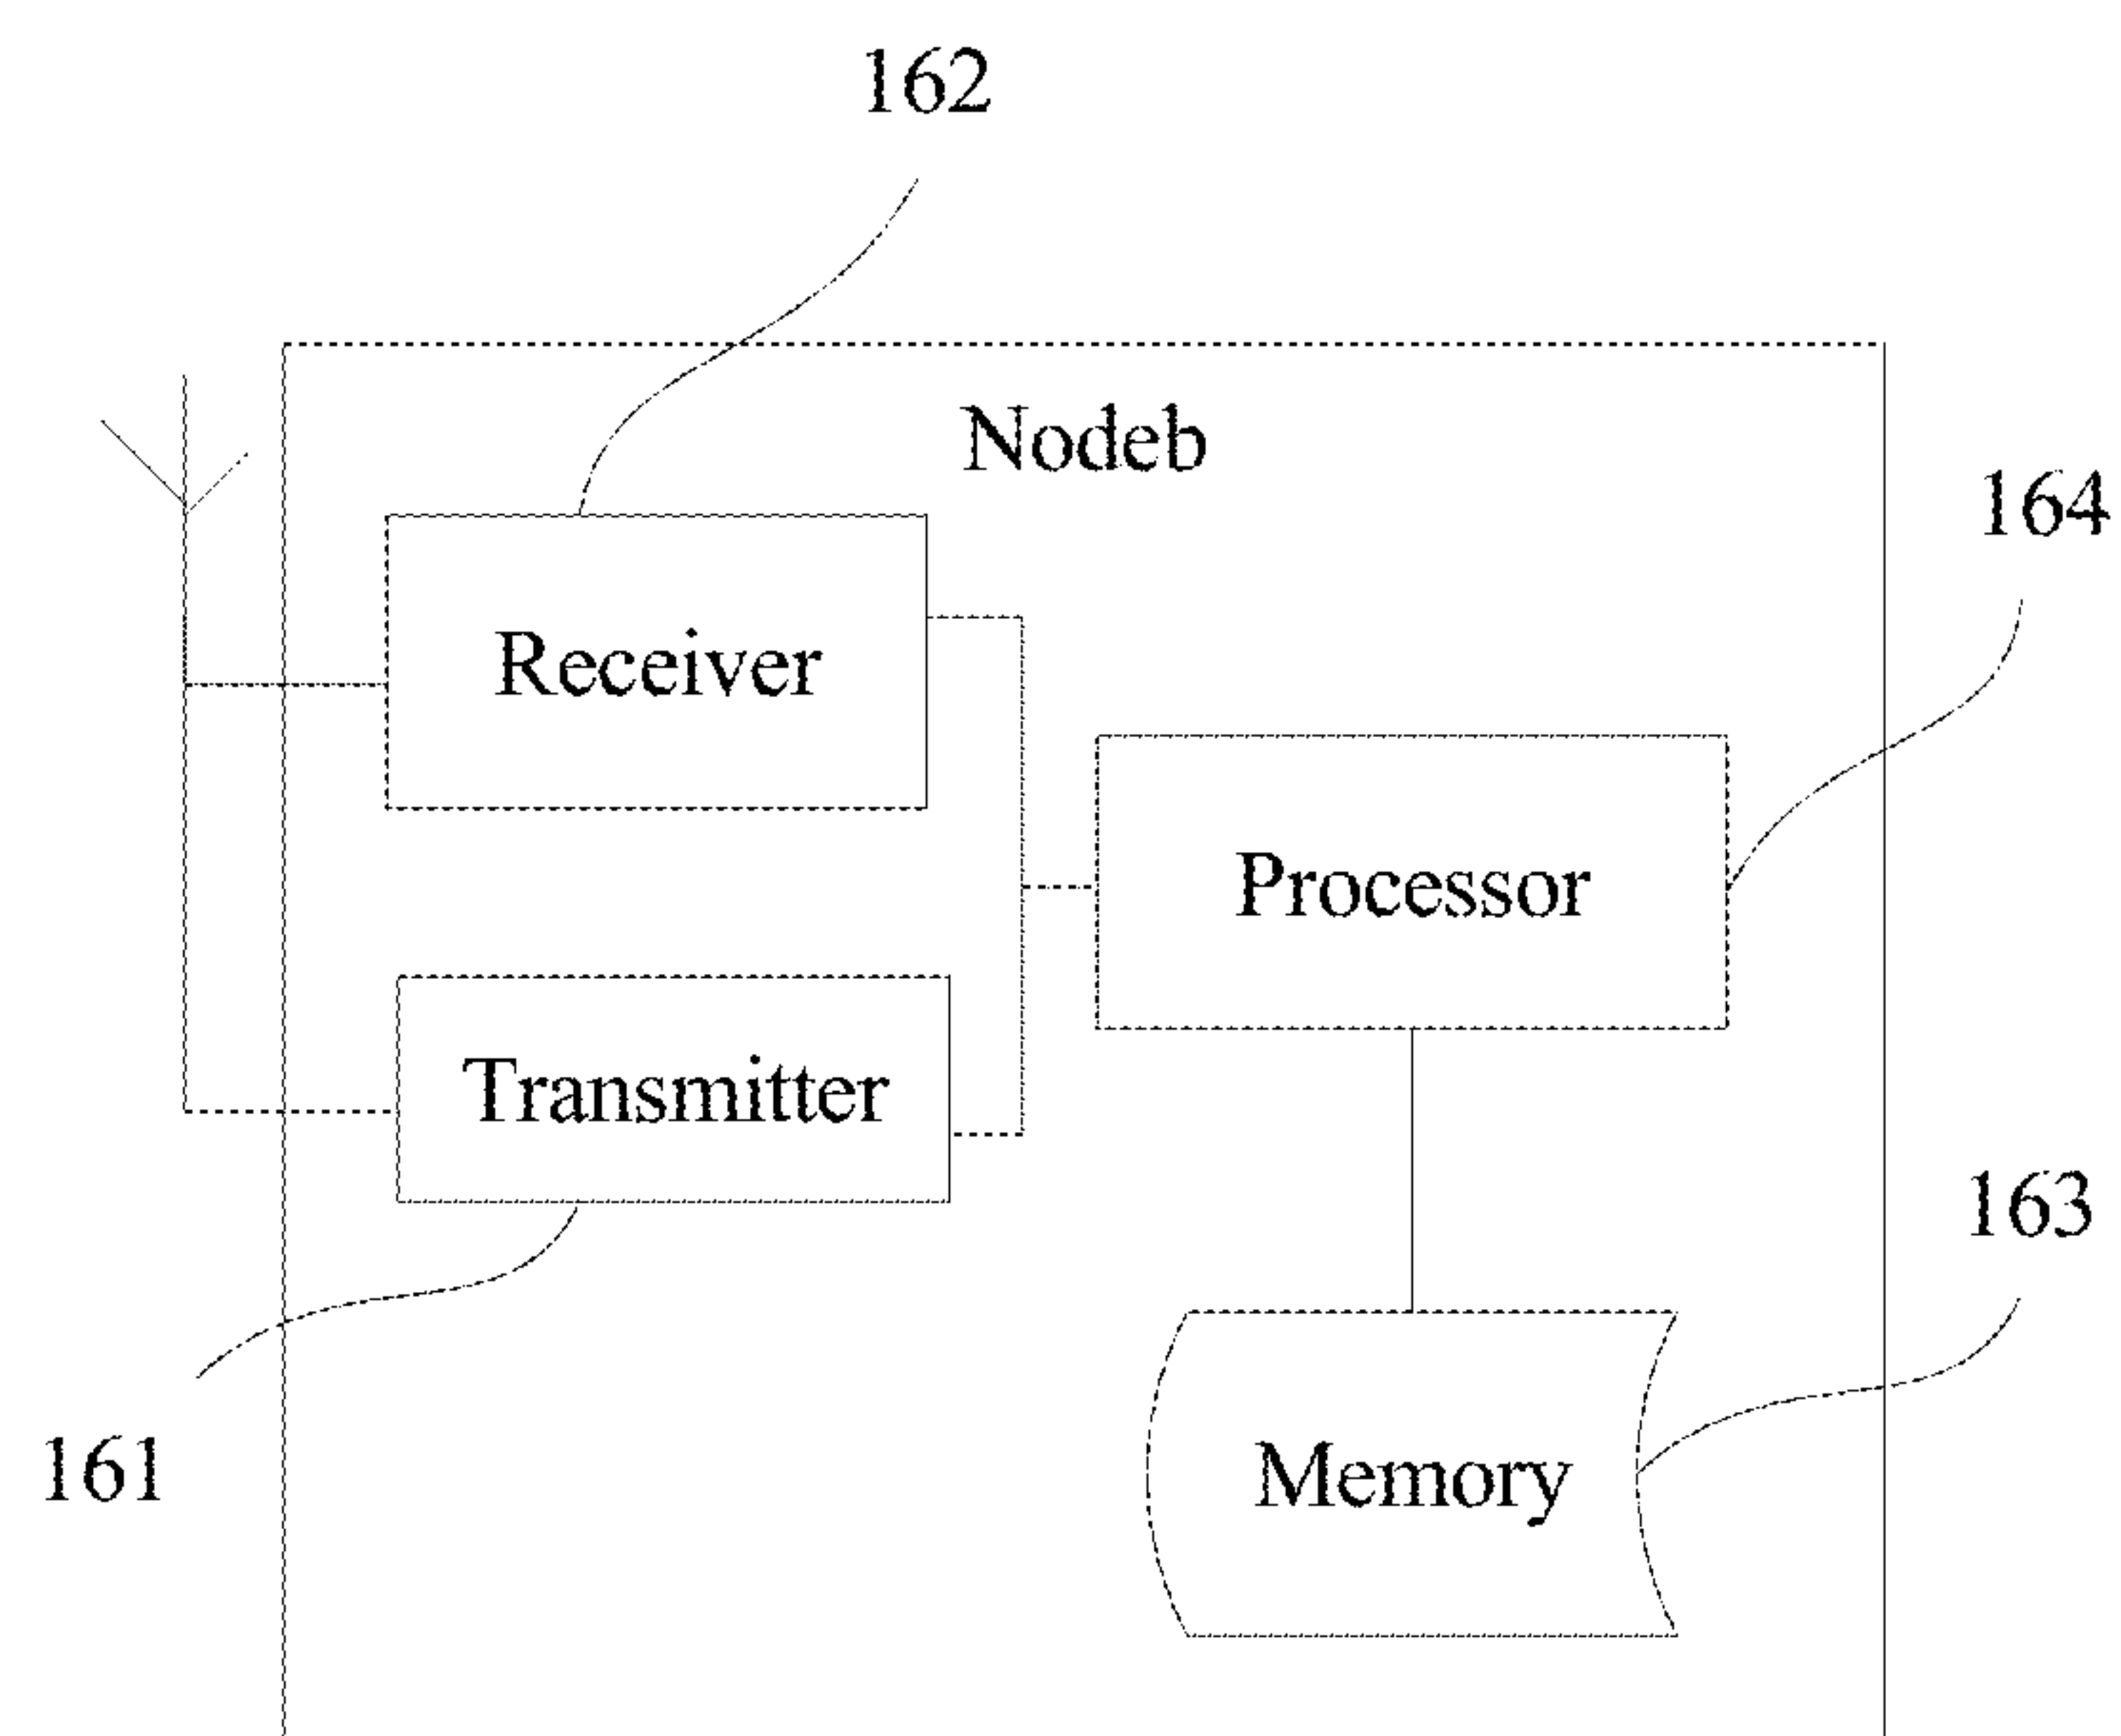 162
Nodeb
164
Receiver
Processor
Transmitter
163
161
Memory